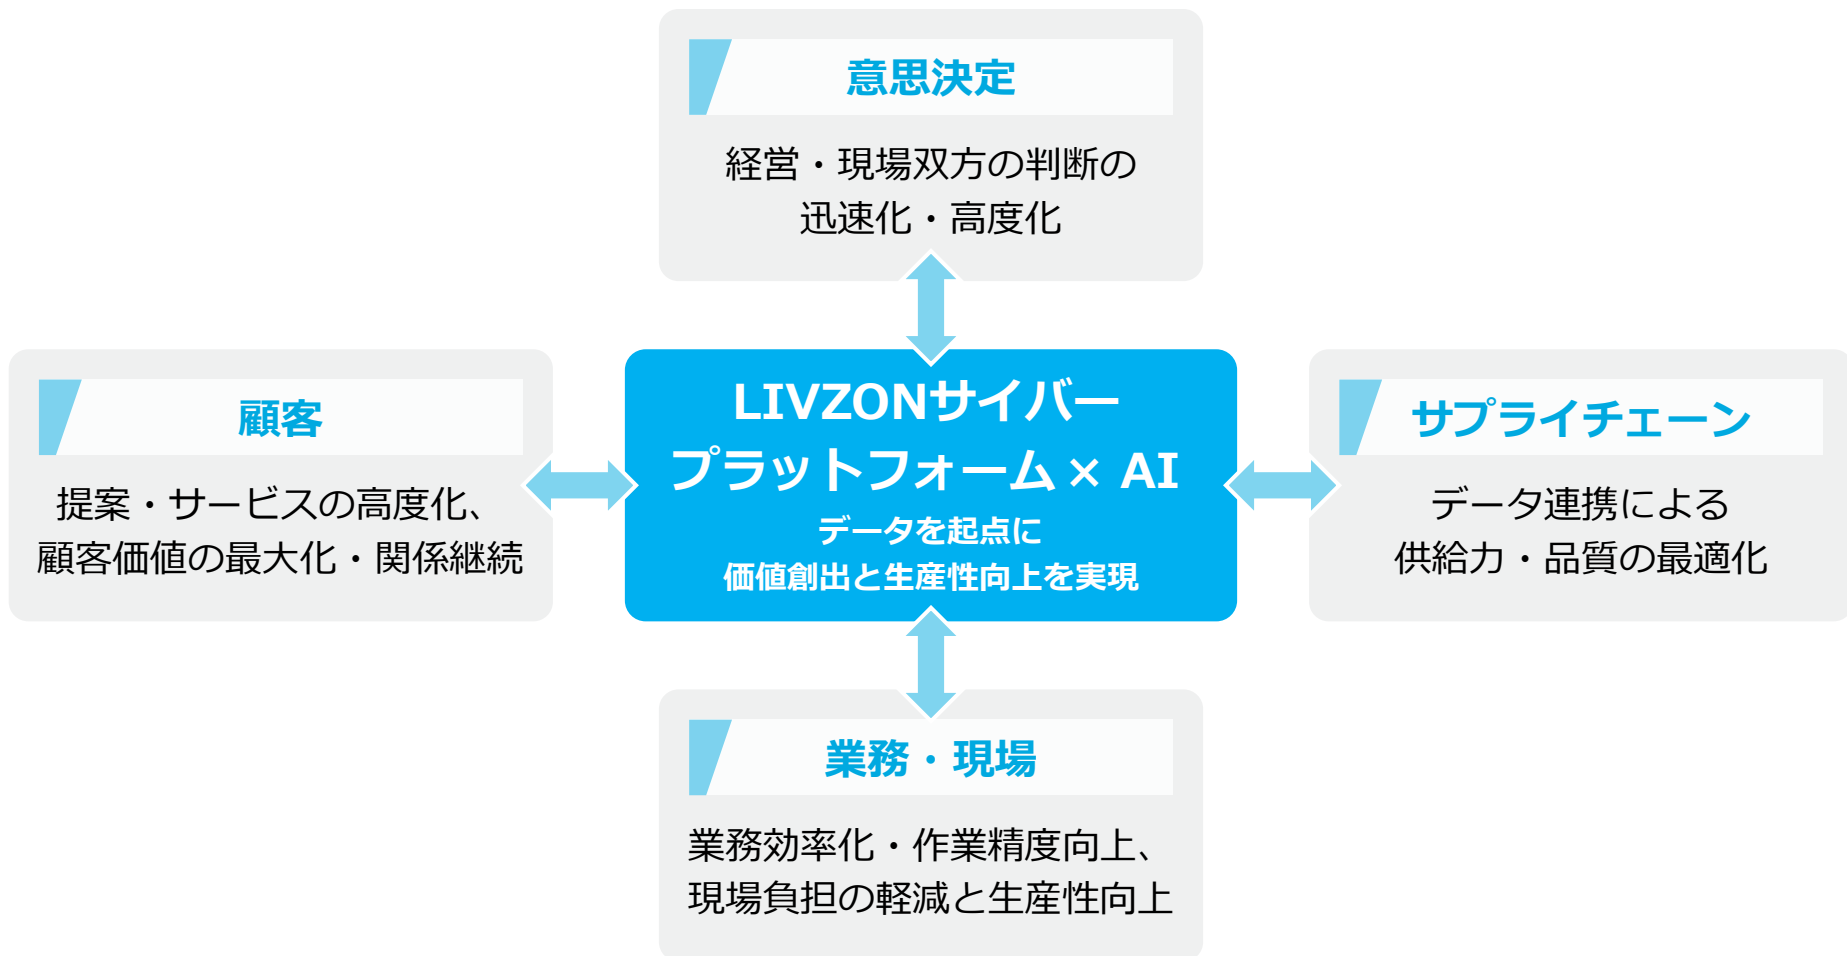 意思決定
経営・現場双方の判断の
迅速化・高度化
顧客
提案・サービスの高度化、
顧客価値の最大化・関係継続
LIVZONサイバー
プラットフォーム × AI
データを起点に
価値創出と生産性向上を実現
サプライチェーン
データ連携による
供給力・品質の最適化
業務・現場
業務効率化・作業精度向上、
現場負担の軽減と生産性向上